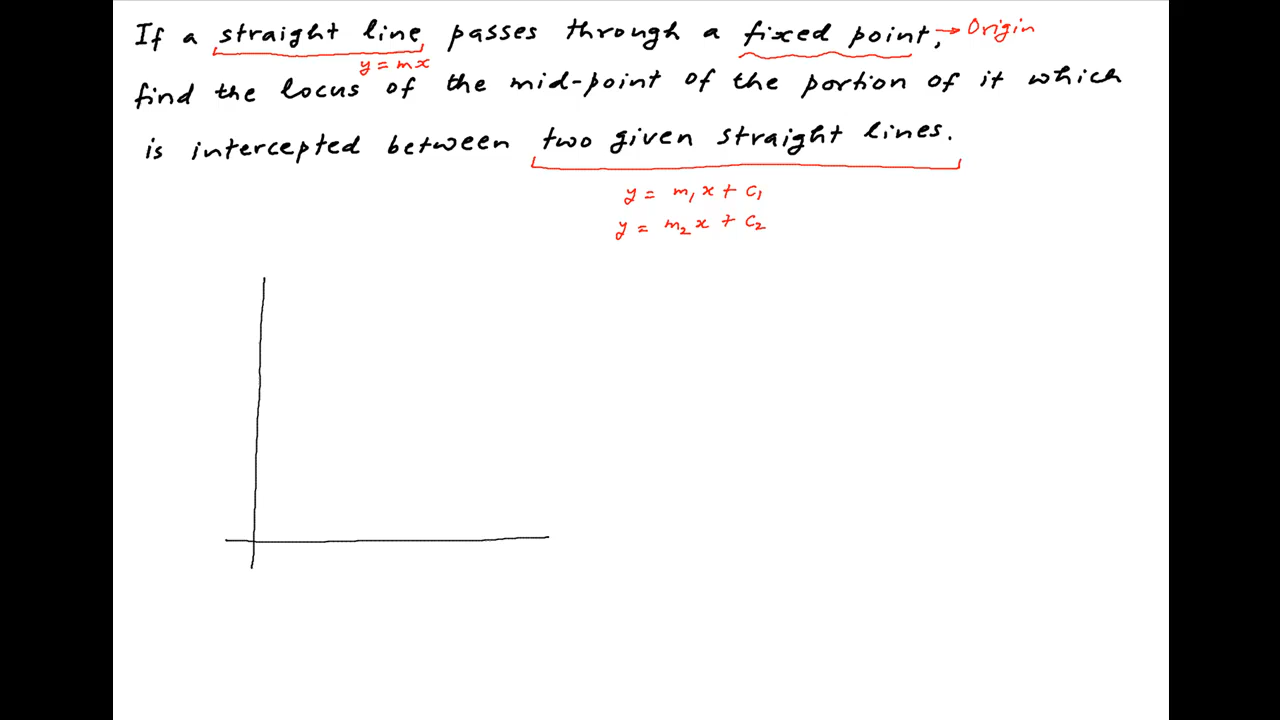 If a straight line passes through a fixed point, → Origin
y = mx
find the locus of the mid-point of the portion of it which
is intercepted between two given straight lines.
y = m₁x + c₁
y = m₂x + c₂